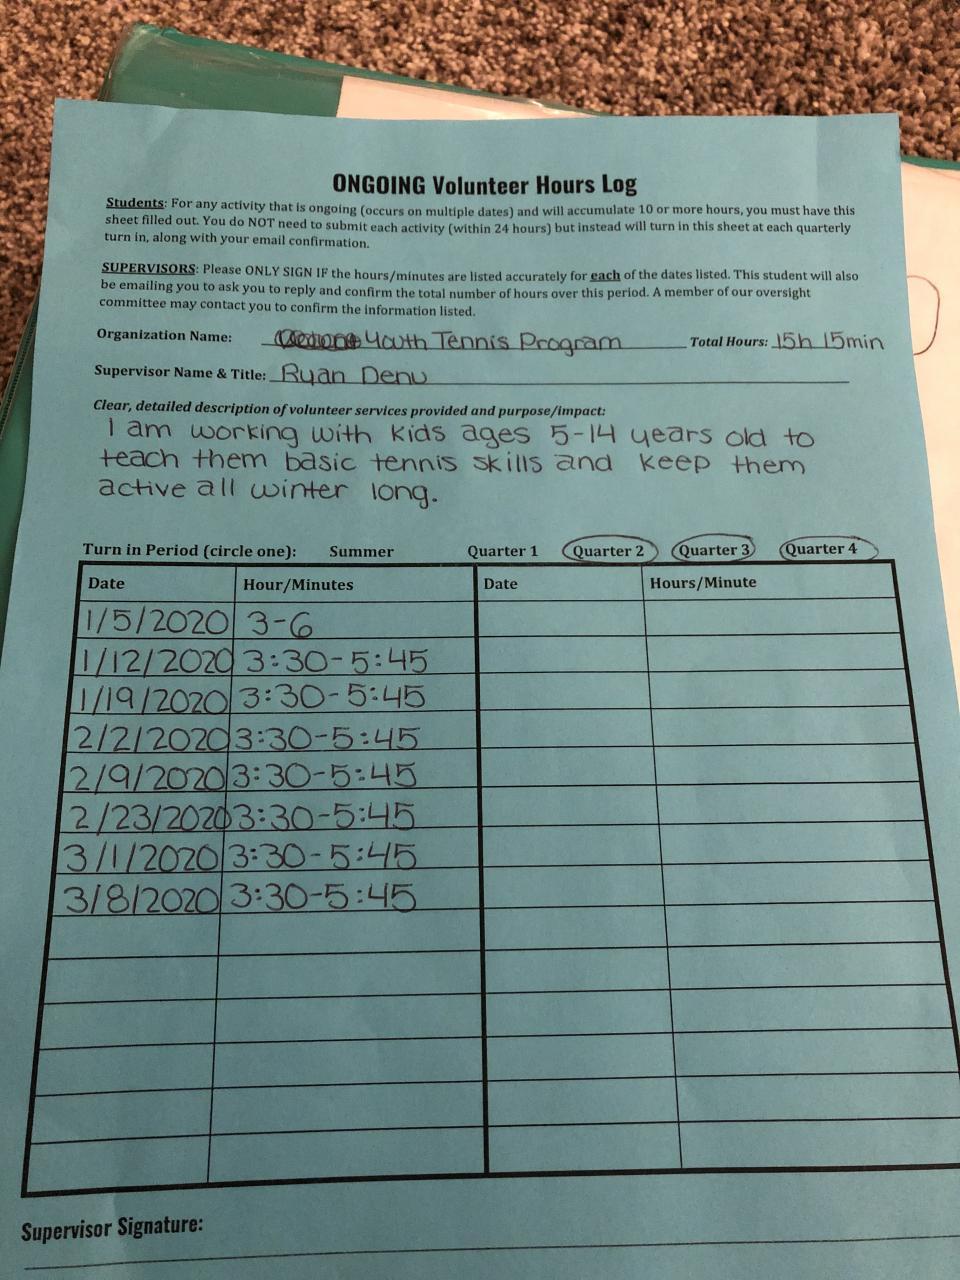 ONGOING Volunteer Hours Log
Students: For any activity that is ongoing (occurs on multiple dates) and will accumulate 10 or more hours, you must have this
sheet filled out. You do NOT need to submit each activity (within 24 hours) but instead will turn in this sheet at each quarterly
turn in, along with your email confirmation.
SUPERVISORS: Please ONLY SIGN IF the hours/minutes are listed accurately for each of the dates listed. This student will also
be emailing you to ask you to reply and confirm the total number of hours over this period. A member of our oversight
committee may contact you to confirm the information listed.
Organization Name: Youth Tennis Program Total Hours: 15h 15min
Supervisor Name & Title: Ryan Denu
Clear, detailed description of volunteer services provided and purpose/impact:
I am working with kids ages 5-14 years old to
teach them basic tennis skills and keep them
active all winter long.
Turn in Period (circle one): Summer Quarter 1 Quarter 2 Quarter 3 Quarter 4
Date Hour/Minutes Date Hours/Minute
1/5/2020 3-6
1/12/2020 3:30-5:45
1/19/2020 3:30-5:45
2/2/2020 3:30-5:45
2/9/2020 3:30-5:45
2/23/2020 3:30-5:45
3/1/2020 3:30-5:45
3/8/2020 3:30-5:45
Supervisor Signature: